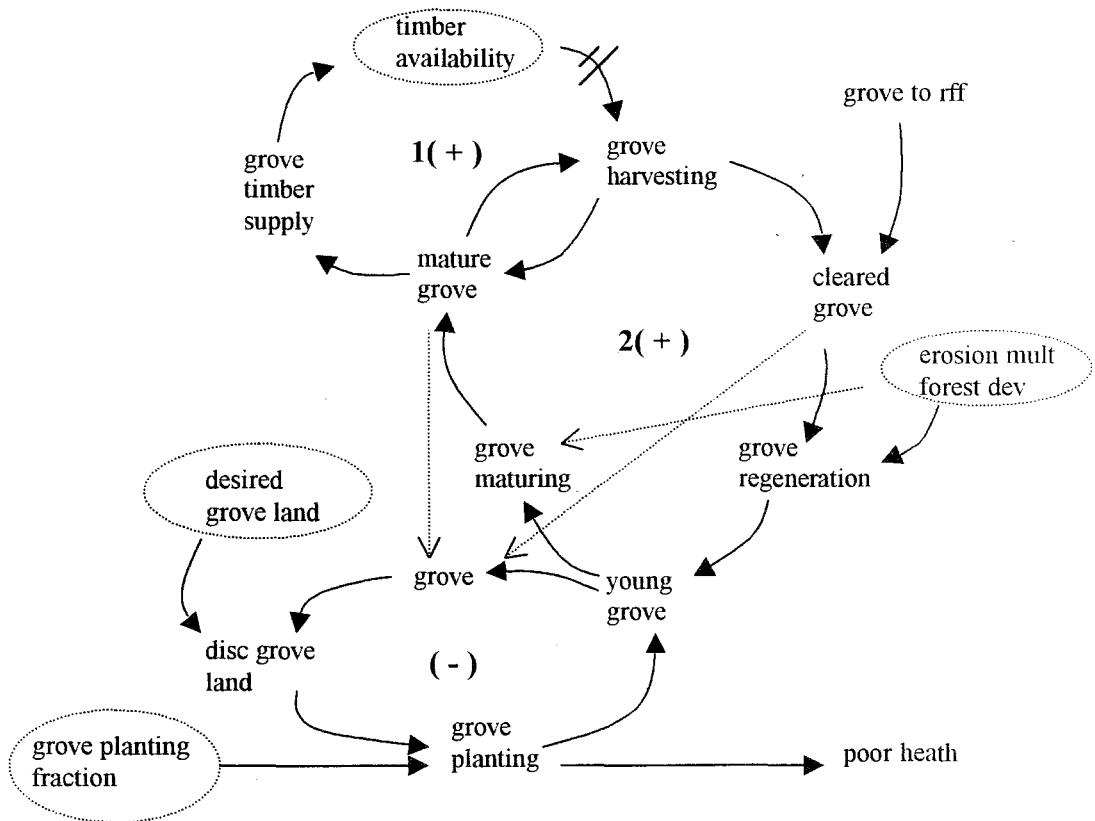 timber
availability
grove to rff
1( + )
grove
harvesting
grove
timber
supply
mature
grove
cleared
grove
2( + )
erosion mult
forest dev
grove
maturing
grove
regeneration
desired
grove land
grove
young
grove
disc grove
land
( - )
grove planting
fraction
grove
planting
poor heath